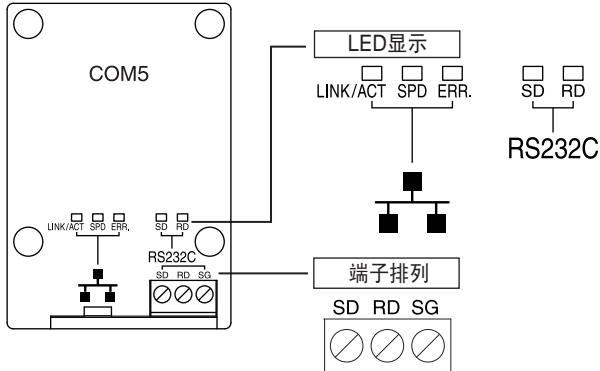 COM5
LINK/ACT SPD ERR. SD RD
RS232C
SD RD SG
LED显示
LINK/ACT SPD ERR. SD RD
RS232C
端子排列
SD RD SG